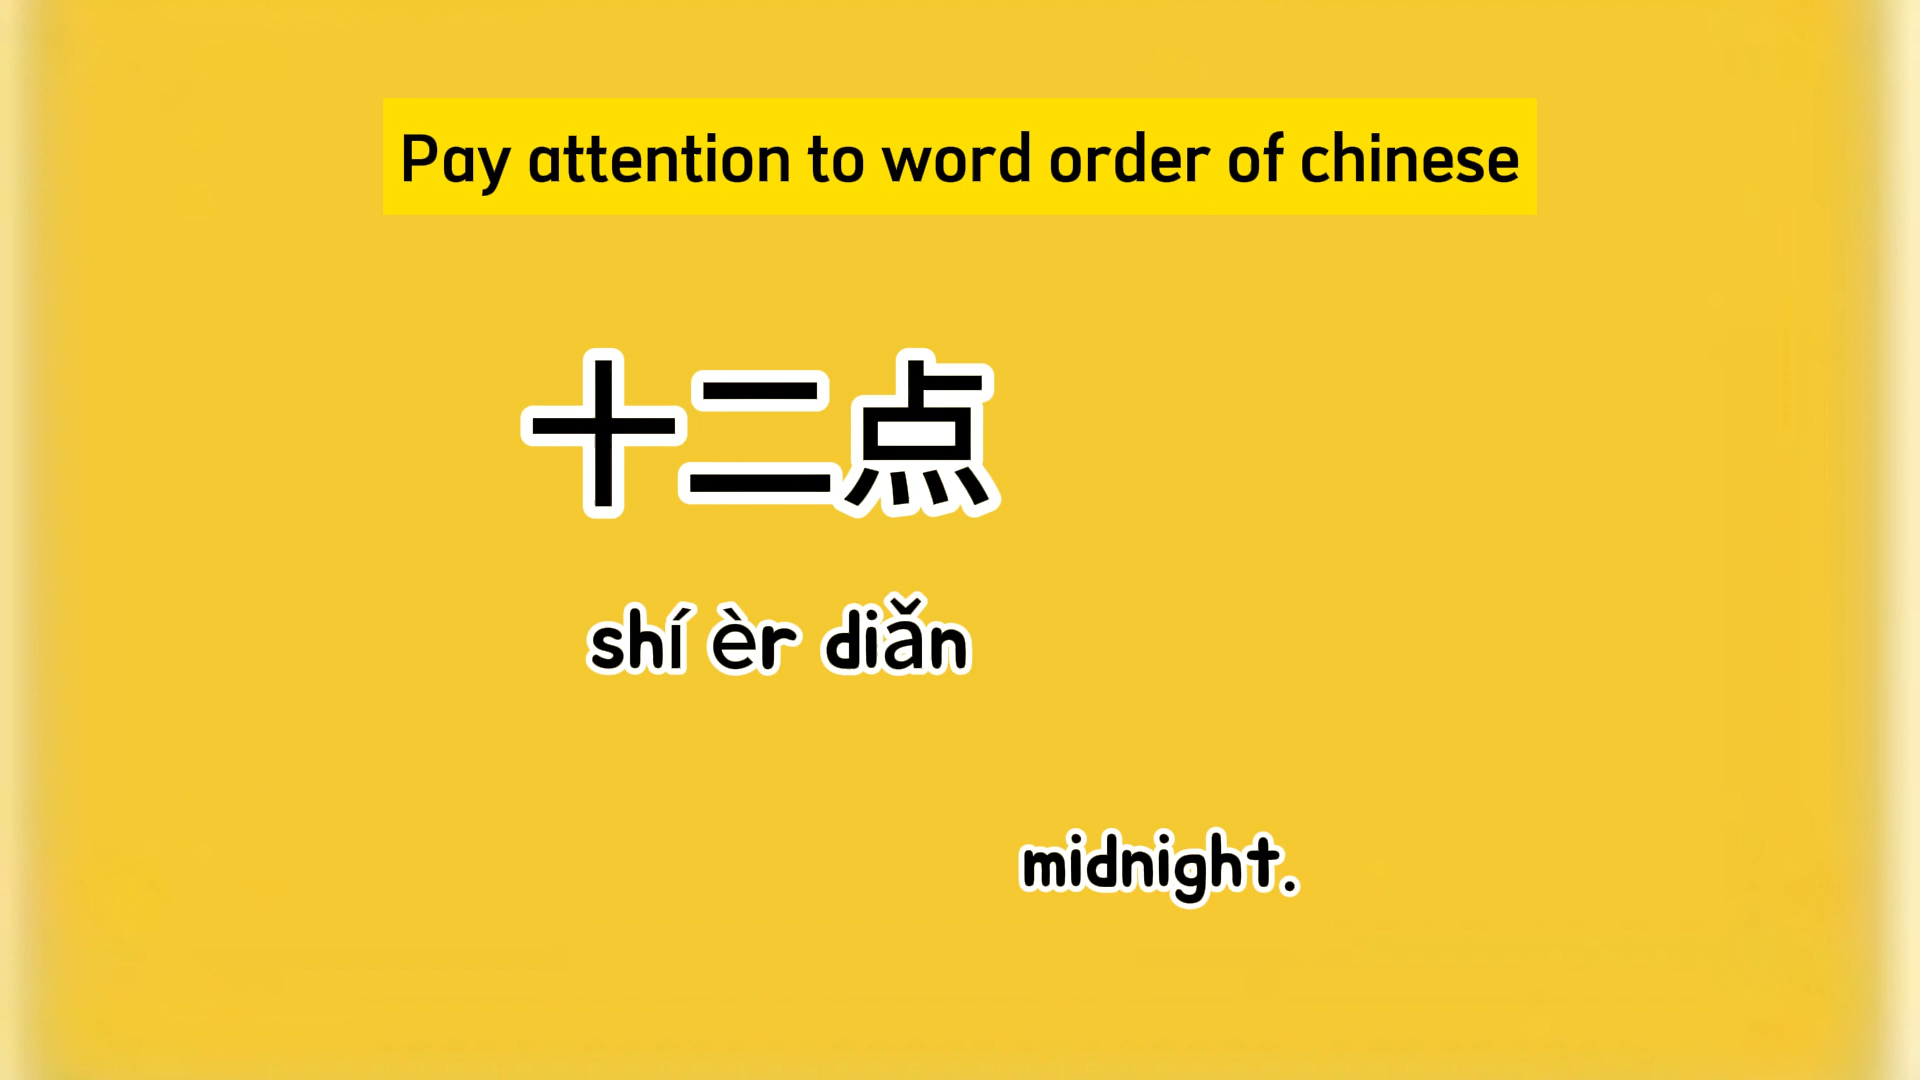 Pay attention to word order of chinese
十二点
shí èr diǎn
midnight.